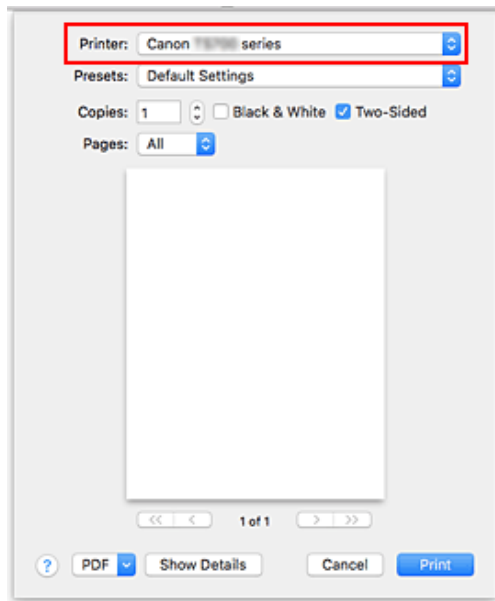 Printer: Canon series
Presets: Default Settings
Copies: 1 Black & White Two-Sided
Pages: All
<< < 1 of 1 > >>
? PDF Show Details Cancel Print